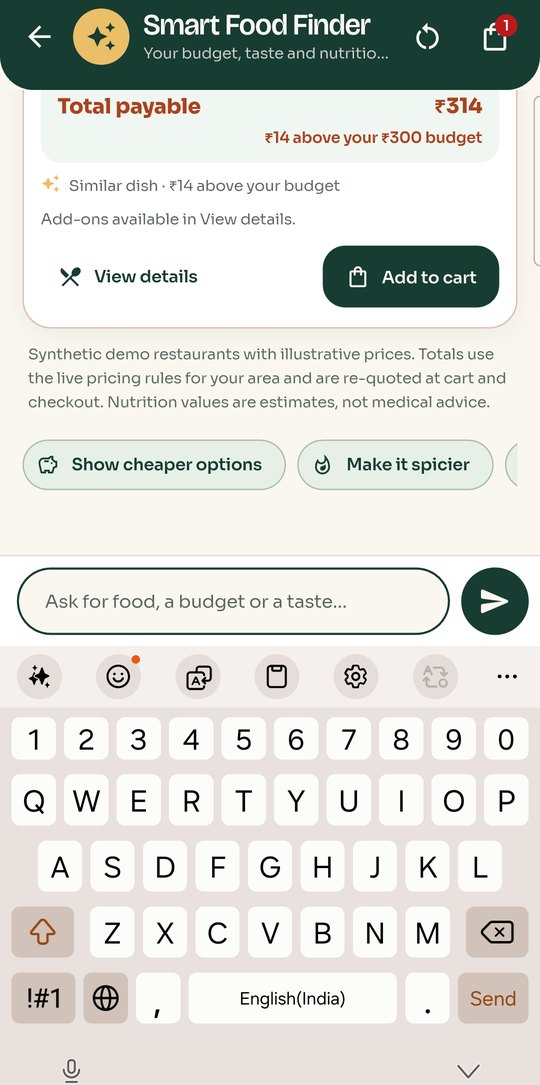 Smart Food Finder
1
Your budget, taste and nutritio...
Total payable ₹314
₹14 above your ₹300 budget
Similar dish · ₹14 above your budget
Add-ons available in View details.
View details
Add to cart
Synthetic demo restaurants with illustrative prices. Totals use
the live pricing rules for your area and are re-quoted at cart and
checkout. Nutrition values are estimates, not medical advice.
Show cheaper options
Make it spicier
Ask for food, a budget or a taste...
1 2 3 4 5 6 7 8 9 0
Q W E R T Y U I O P
A S D F G H J K L
Z X C V B N M
!#1 , English(India) . Send